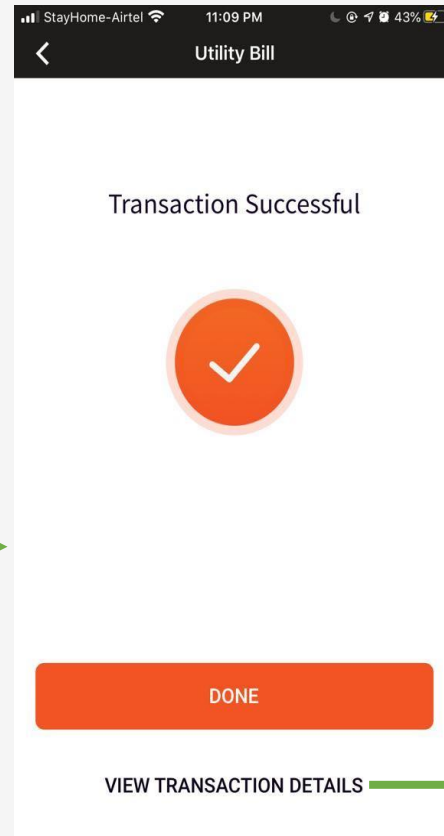 StayHome-Airtel 11:09 PM 43%
Utility Bill
Transaction Successful
DONE
VIEW TRANSACTION DETAILS